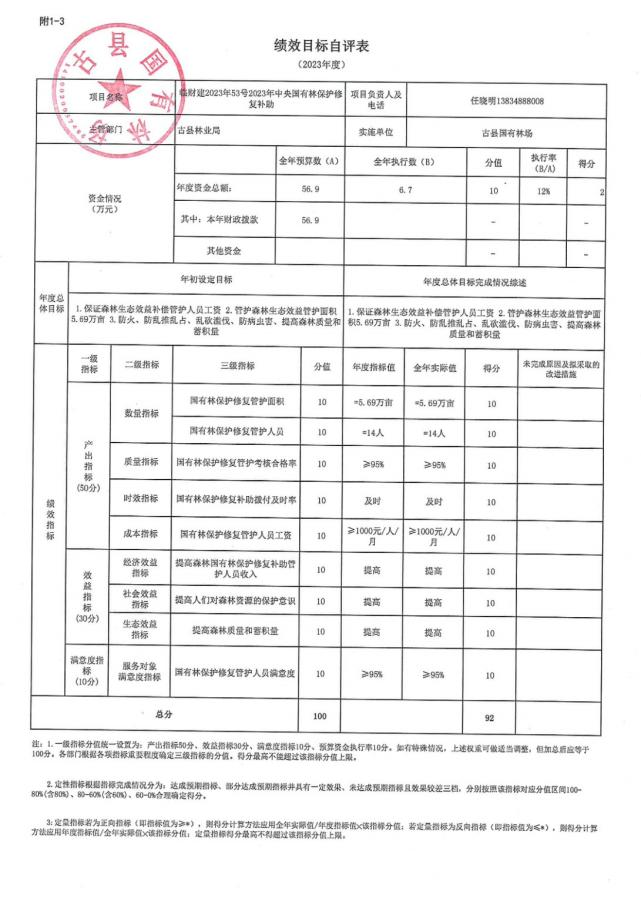 附1-3
绩效目标自评表
（2023年度）
项目名称
临财建2023年53号2023年中央国有林保护修
复补助
项目负责人及
电话
任晓明13834888008
主管部门
古县林业局
实施单位
古县国有林场
古县国有林场
资金情况
（万元）
全年预算数（A）
全年执行数（B）
分值
执行率
（B/A）
得分
年度资金总额：
56.9
6.7
10
12%
2
其中：本年财政拨款
56.9
－
－
其他资金
－
－
年度总
体目标
年初设定目标
年度总体目标完成情况综述
1.保证森林生态效益补偿管护人员工资 2.管护森林生态效益管护面积
5.69万亩 3.防火、防乱推乱占、乱砍滥伐、防病虫害、提高森林质量和
蓄积量
1.保证森林生态效益补偿管护人员工资 2.管护森林生态效益管护面
积5.69万亩 3.防火、防乱推乱占、乱砍滥伐、防病虫害、提高森林
质量和蓄积量
绩效指标
一级
指标
二级指标
三级指标
分值
年度指标值
全年实际值
得分
未完成原因及拟采取的
改进措施
产出指标
(50分)
数量指标
国有林保护修复管护面积
10
=5.69万亩
=5.69万亩
10
国有林保护修复管护人员
10
=14人
=14人
10
质量指标
国有林保护修复管护考核合格率
10
≥95%
≥95%
10
时效指标
国有林保护修复补助拨付及时率
10
及时
及时
10
成本指标
国有林保护修复管护人员工资
10
≥1000元/人/
月
≥1000元/人/
月
10
效益指标
(30分)
经济效益
指标
提高森林国有林保护修复补助管
护人员收入
10
提高
提高
10
社会效益
指标
提高人们对森林资源的保护意识
10
提高
提高
10
生态效益
指标
提高森林质量和蓄积量
10
提高
提高
10
满意度指
标
(10分)
服务对象
满意度指标
国有林保护修复管护人员满意度
10
≥95%
≥95%
10
总分
100
92
注：1.一级指标分值统一设置为：产出指标50分、效益指标30分、满意度指标10分、预算资金执行率10分。如有特殊情况，上述权重可做适当调整，但加总后应等于
100分。各部门根据各项指标重要程度确定三级指标的分值。得分最高不能超过该指标分值上限。
2.定性指标根据指标完成情况分为：达成预期指标、部分达成预期指标并具有一定效果、未达成预期指标且效果较差三档，分别按照该指标对应分值区间100-
80%(含80%)、80-60%(含60%)、60-0%合理确定得分。
3:定量指标若为正向指标（即指标值为≥*），则得分计算方法应用全年实际值/年度指标值×该指标分值；若定量指标为反向指标（即指标值为≤*），则得分计算
方法应用年度指标值/全年实际值×该指标分值；定量指标得分最高不得超过该指标分值上限。